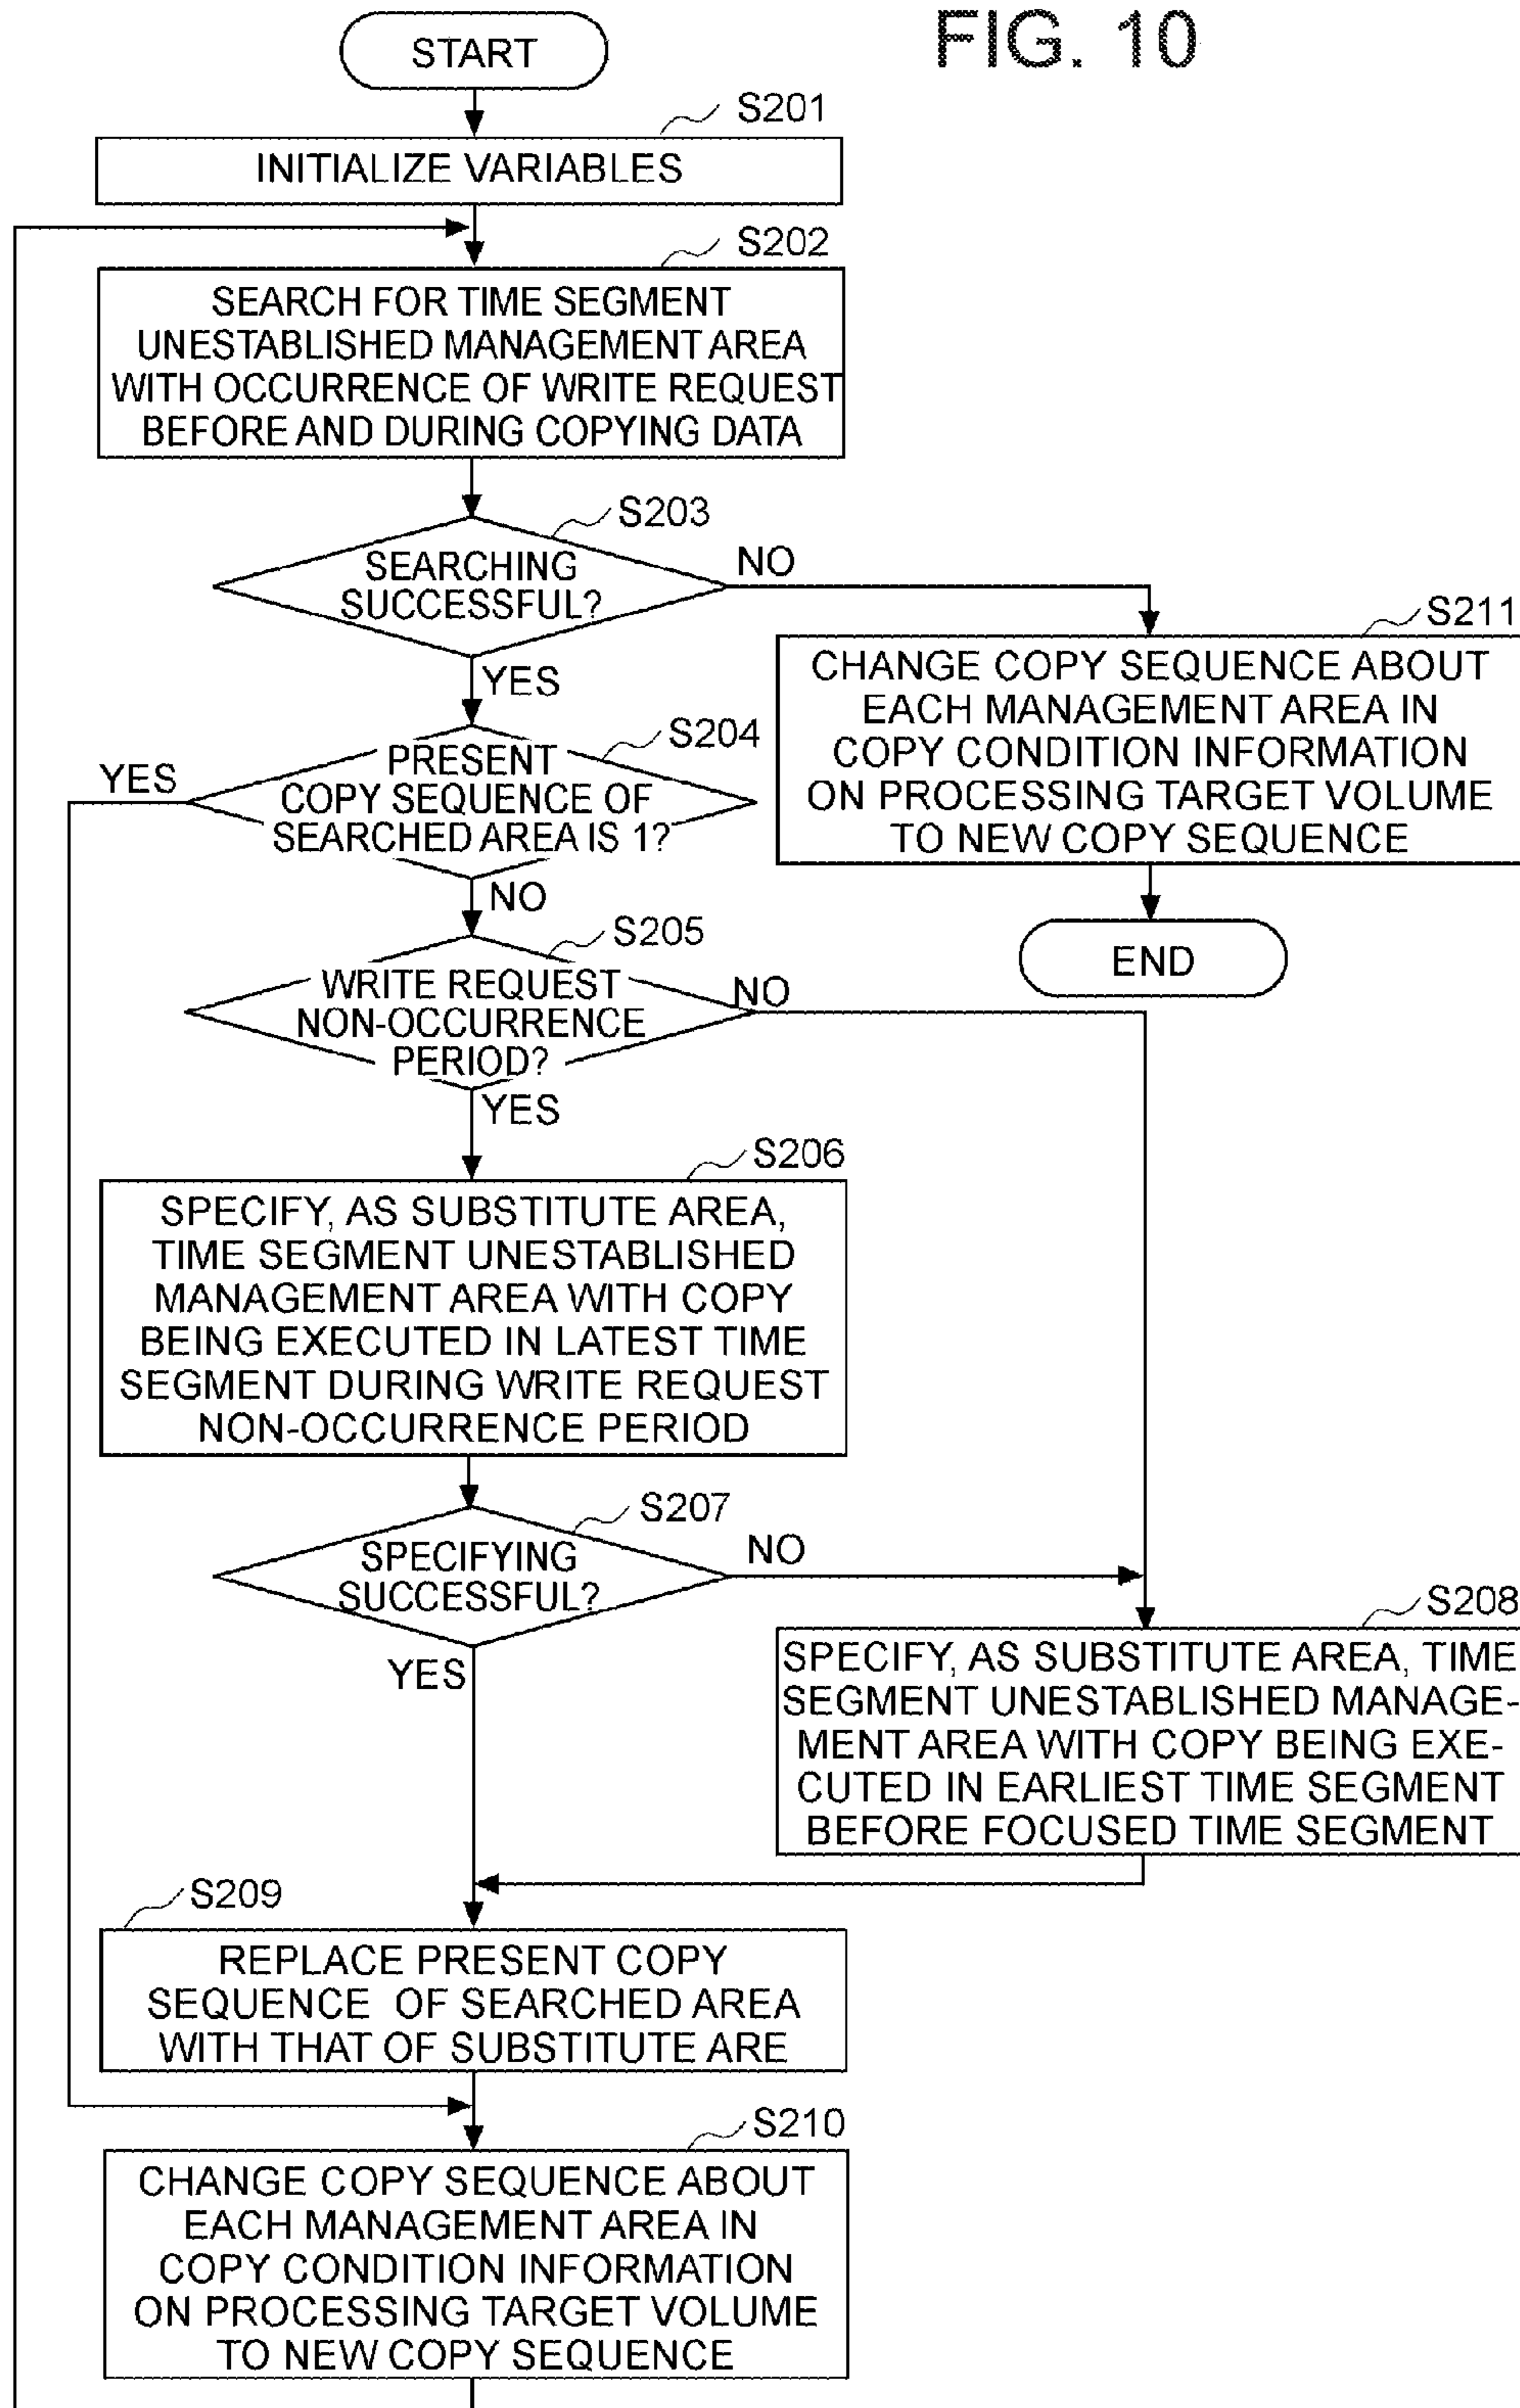 FIG. 10
START
S201
INITIALIZE VARIABLES
S202
SEARCH FOR TIME SEGMENT
UNESTABLISHED MANAGEMENT AREA
WITH OCCURRENCE OF WRITE REQUEST
BEFORE AND DURING COPYING DATA
S203
SEARCHING
SUCCESSFUL?
NO
YES
S211
CHANGE COPY SEQUENCE ABOUT
EACH MANAGEMENT AREA IN
COPY CONDITION INFORMATION
ON PROCESSING TARGET VOLUME
TO NEW COPY SEQUENCE
END
S204
PRESENT
COPY SEQUENCE OF
SEARCHED AREA IS 1?
YES
NO
S205
WRITE REQUEST
NON-OCCURRENCE
PERIOD?
NO
YES
S206
SPECIFY, AS SUBSTITUTE AREA,
TIME SEGMENT UNESTABLISHED
MANAGEMENT AREA WITH COPY
BEING EXECUTED IN LATEST TIME
SEGMENT DURING WRITE REQUEST
NON-OCCURRENCE PERIOD
S207
SPECIFYING
SUCCESSFUL?
NO
YES
S208
SPECIFY, AS SUBSTITUTE AREA, TIME
SEGMENT UNESTABLISHED MANAGE-
MENT AREA WITH COPY BEING EXE-
CUTED IN EARLIEST TIME SEGMENT
BEFORE FOCUSED TIME SEGMENT
S209
REPLACE PRESENT COPY
SEQUENCE OF SEARCHED AREA
WITH THAT OF SUBSTITUTE ARE
S210
CHANGE COPY SEQUENCE ABOUT
EACH MANAGEMENT AREA IN
COPY CONDITION INFORMATION
ON PROCESSING TARGET VOLUME
TO NEW COPY SEQUENCE